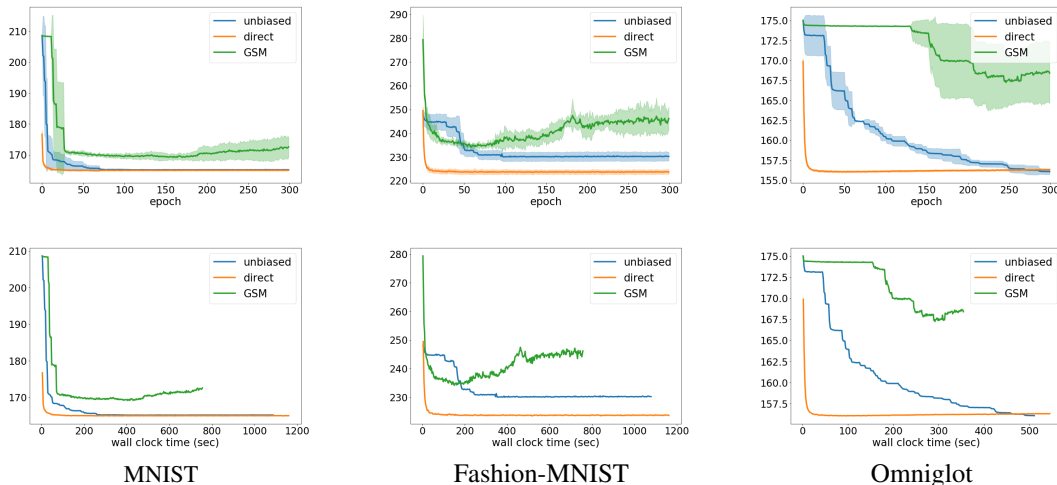 210
200
190
180
170
unbiased
direct
GSM
0 50 100 150 200 250 300
epoch
290
280
270
260
250
240
230
220
unbiased
direct
GSM
0 50 100 150 200 250 300
epoch
175.0
172.5
170.0
167.5
165.0
162.5
160.0
157.5
155.0
unbiased
direct
GSM
0 50 100 150 200 250 300
epoch
210
200
190
180
170
unbiased
direct
GSM
0 200 400 600 800 1000 1200
wall clock time (sec)
280
270
260
250
240
230
unbiased
direct
GSM
0 200 400 600 800 1000 1200
wall clock time (sec)
175.0
172.5
170.0
167.5
165.0
162.5
160.0
157.5
unbiased
direct
GSM
0 100 200 300 400 500
wall clock time (sec)
MNIST
Fashion-MNIST
Omniglot